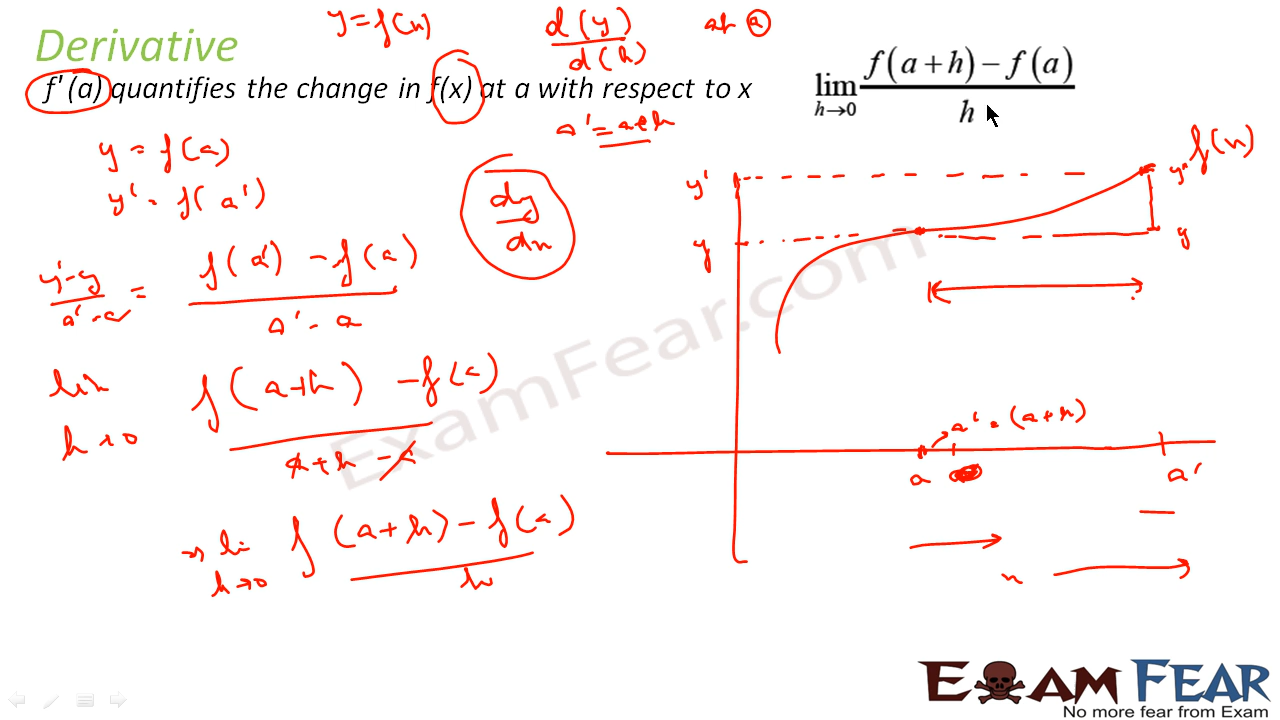 Derivative
y = f(x)
d(y)
d(x)
at a
f'(a) quantifies the change in f(x) at a with respect to x
lim h→0 f(a+h) − f(a)
h
a' = a+h
y = f(a)
y' = f(a')
dy
dx
y'-y
a'-a
= f(a') - f(a)
a' - a
lim h→0 f(a+h) - f(a)
a+h-a
⇒ lim h→0 f(a+h) - f(a)
h
f(x)
y'
y
y
a' = (a+h)
a
a'
x
ExamFear.com
EXAM FEAR
No more fear from Exam